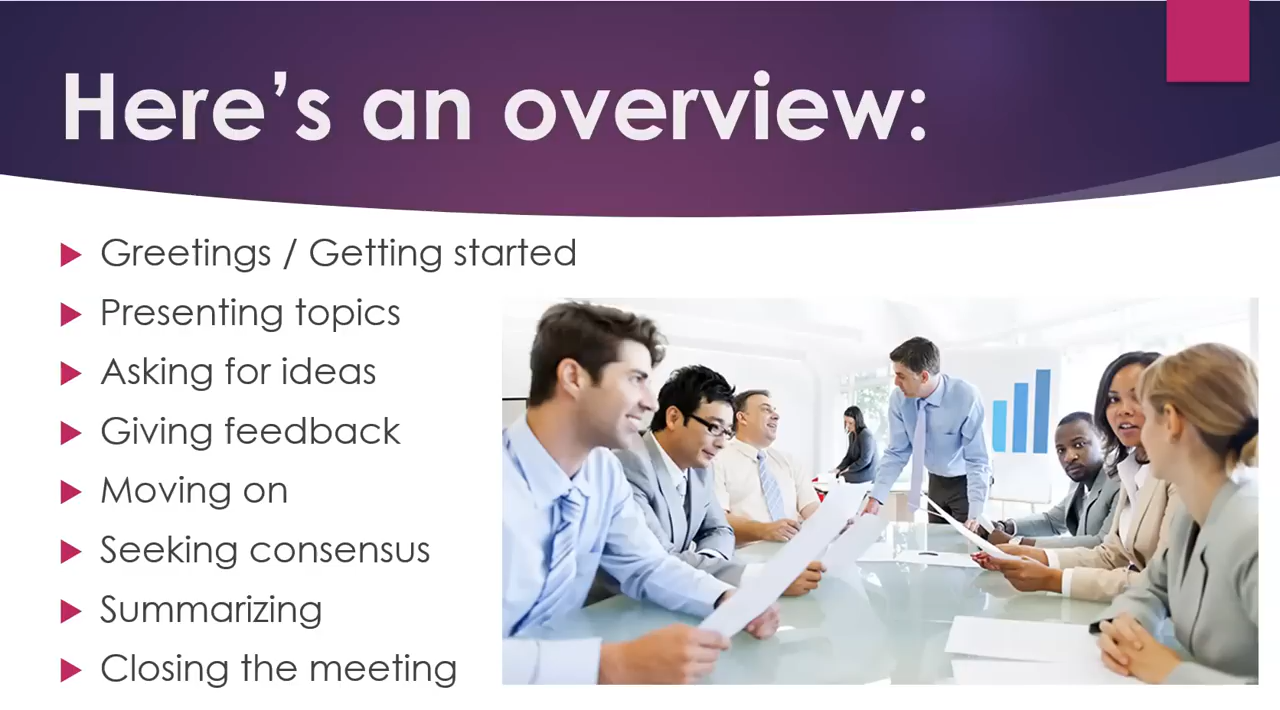 Here's an overview:
Greetings / Getting started
Presenting topics
Asking for ideas
Giving feedback
Moving on
Seeking consensus
Summarizing
Closing the meeting